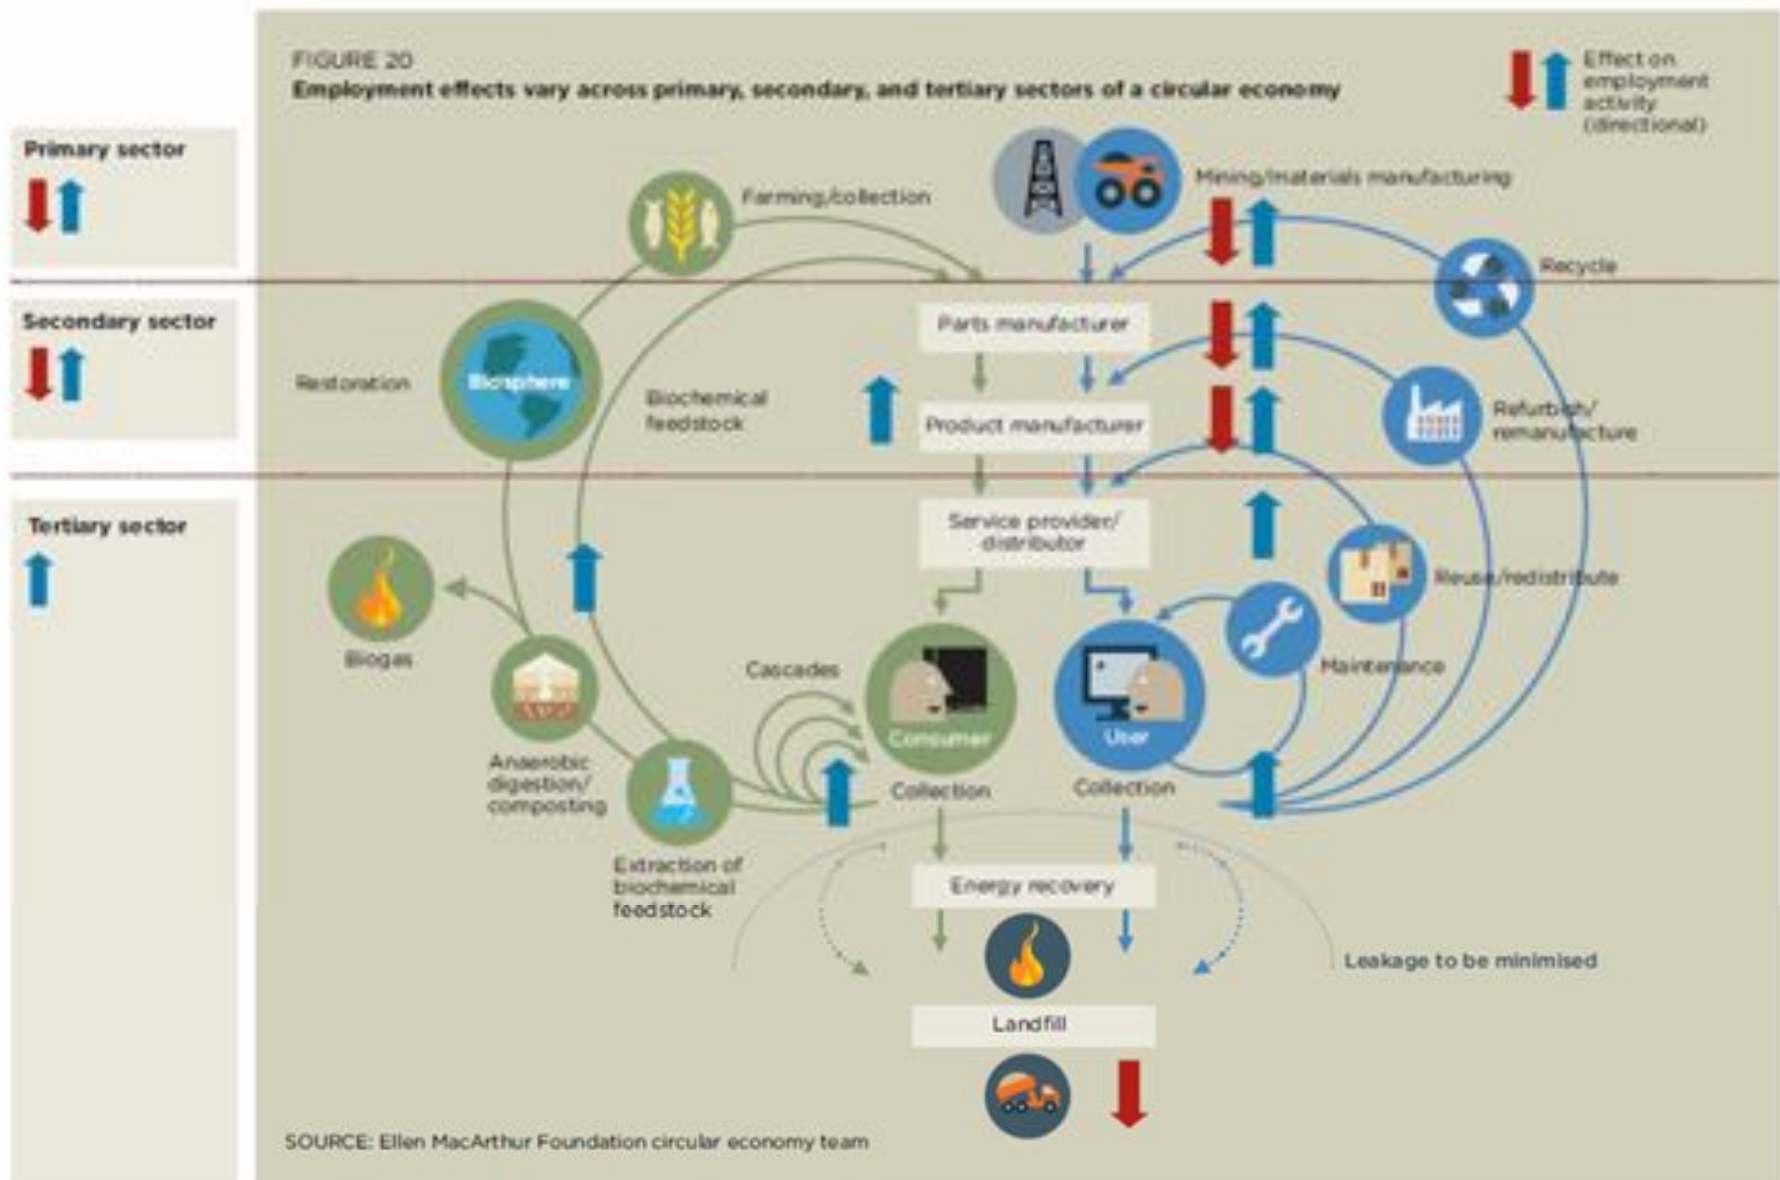 FIGURE 20
Employment effects vary across primary, secondary, and tertiary sectors of a circular economy
Effect on
employment
activity
(directional)
Primary sector
Farming/collection
Mining/materials manufacturing
Recycle
Secondary sector
Restoration
Biosphere
Biochemical
feedstock
Parts manufacturer
Product manufacturer
Refurbish/
remanufacture
Tertiary sector
Service provider/
distributor
Reuse/redistribute
Biogas
Cascades
Maintenance
Consumer
User
Anaerobic
digestion/
composting
Collection
Collection
Extraction of
biochemical
feedstock
Energy recovery
Leakage to be minimised
Landfill
SOURCE: Ellen MacArthur Foundation circular economy team